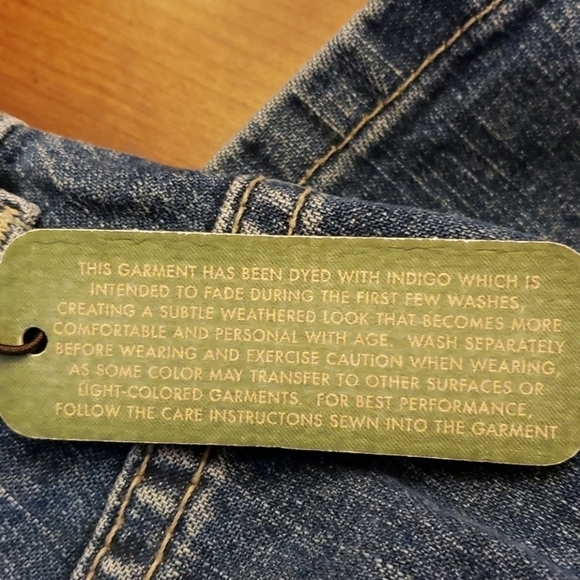 THIS GARMENT HAS BEEN DYED WITH INDIGO WHICH IS
INTENDED TO FADE DURING THE FIRST FEW WASHES,
CREATING A SUBTLE WEATHERED LOOK THAT BECOMES MORE
COMFORTABLE AND PERSONAL WITH AGE. WASH SEPARATELY
BEFORE WEARING AND EXERCISE CAUTION WHEN WEARING,
AS SOME COLOR MAY TRANSFER TO OTHER SURFACES OR
LIGHT-COLORED GARMENTS. FOR BEST PERFORMANCE,
FOLLOW THE CARE INSTRUCTONS SEWN INTO THE GARMENT